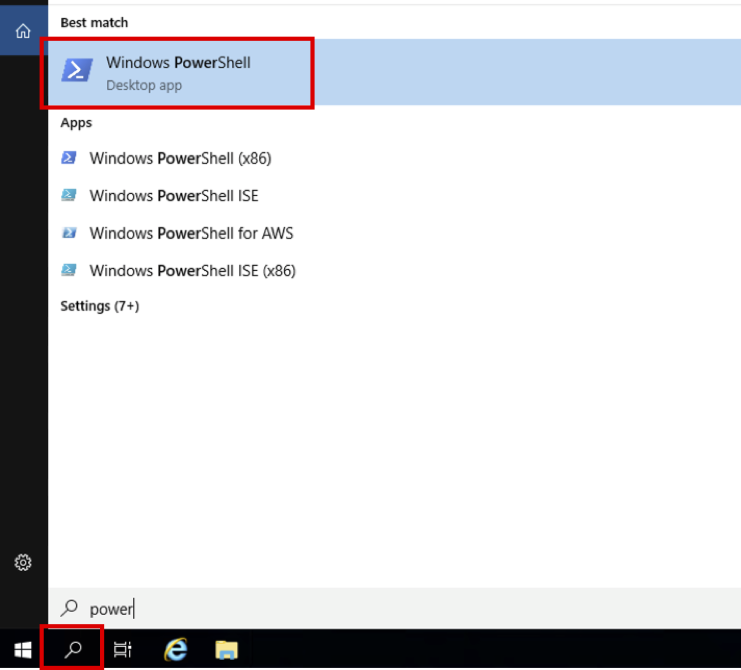 Best match
Windows PowerShell
Desktop app
Apps
Windows PowerShell (x86)
Windows PowerShell ISE
Windows PowerShell for AWS
Windows PowerShell ISE (x86)
Settings (7+)
power